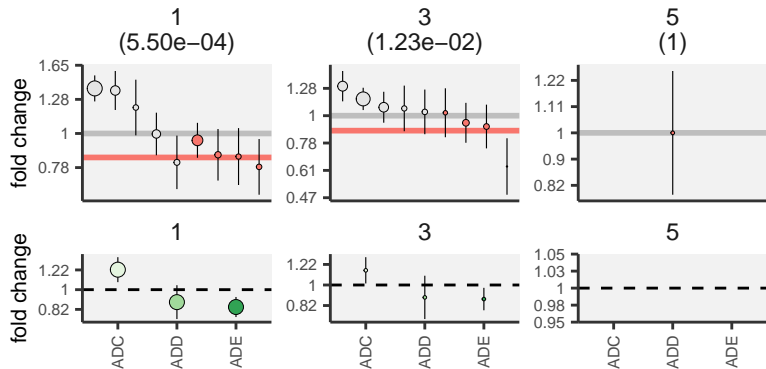 1
(5.50e−04)
3
(1.23e−02)
5
(1)
fold change
1.65
1.28
1
0.78
1.28
1
0.78
0.61
0.47
1.22
1.11
1
0.9
0.82
1
3
5
fold change
1.22
1
0.82
1.22
1
0.82
1.05
1.03
1
0.98
0.95
ADC
ADD
ADE
ADC
ADD
ADE
ADC
ADD
ADE